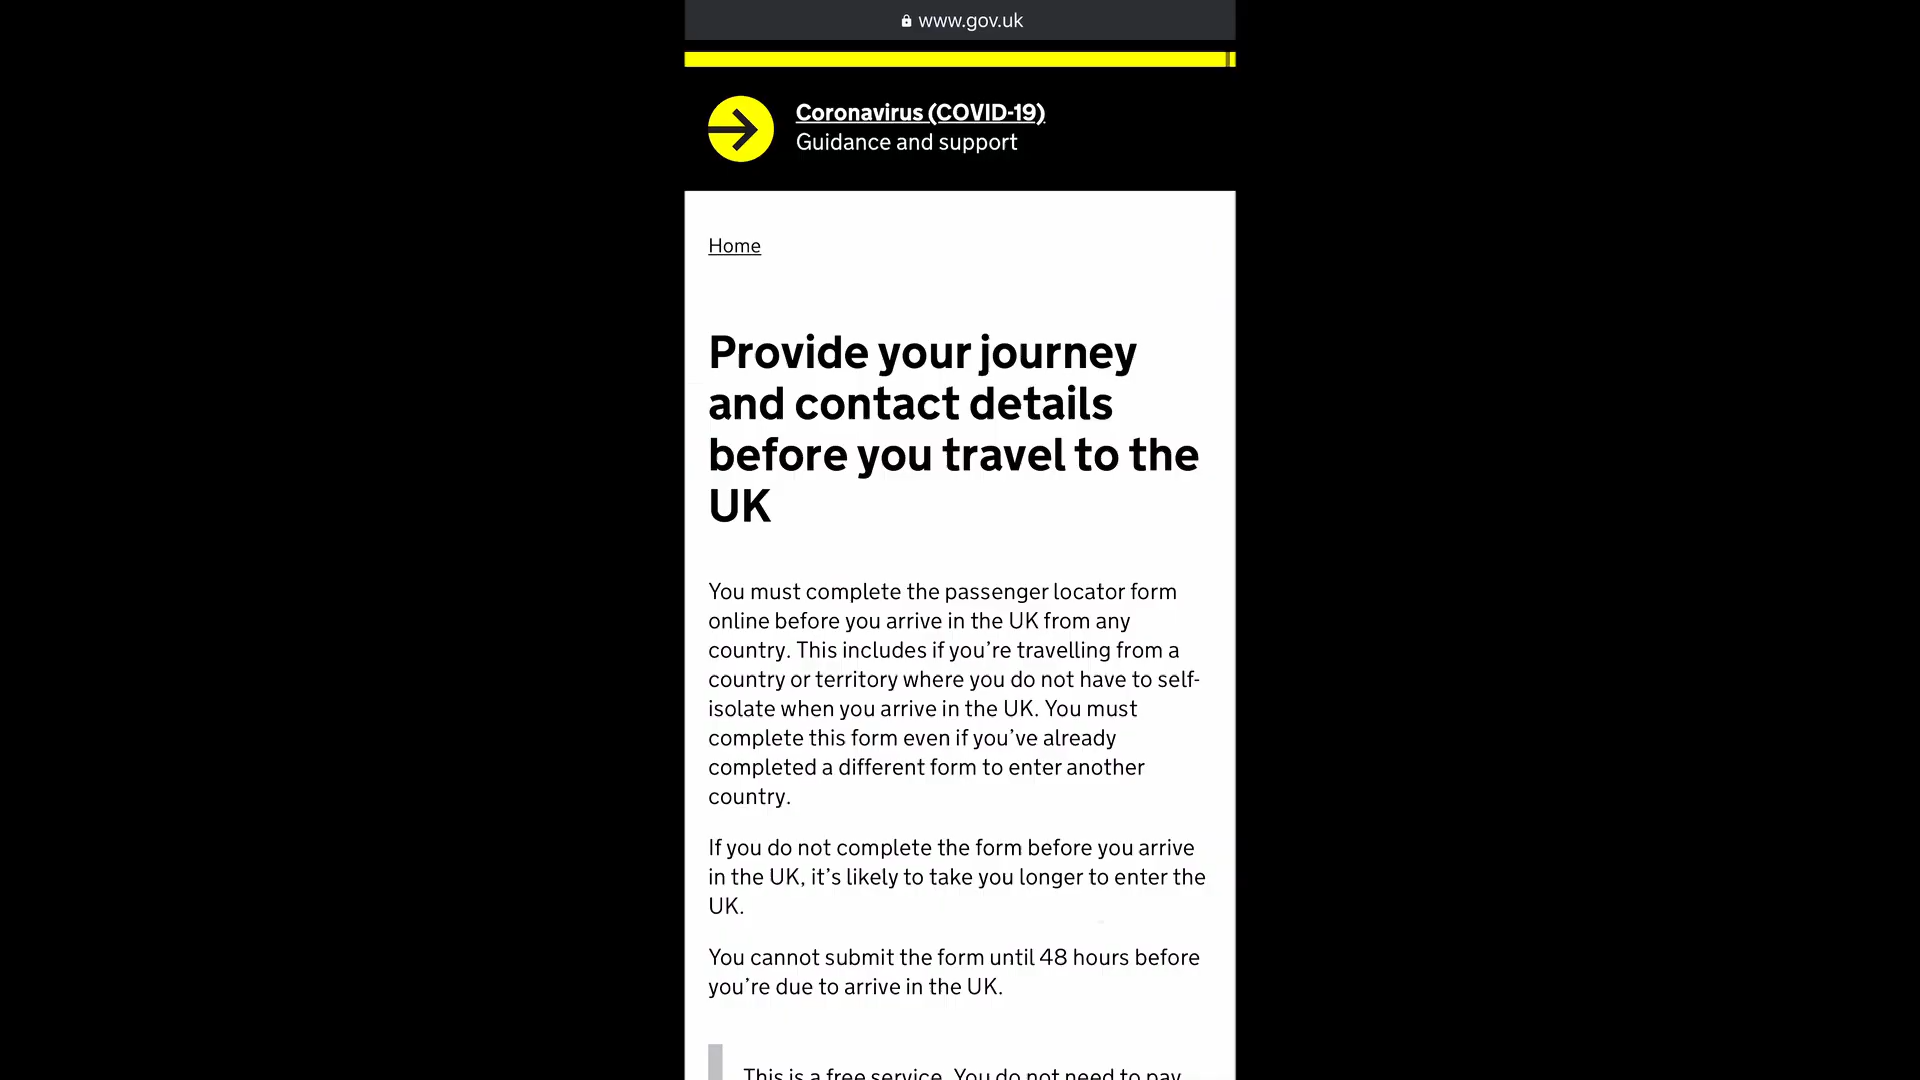 www.gov.uk
Coronavirus (COVID-19)
Guidance and support
Home
Provide your journey
and contact details
before you travel to the
UK
You must complete the passenger locator form
online before you arrive in the UK from any
country. This includes if you’re travelling from a
country or territory where you do not have to self-
isolate when you arrive in the UK. You must
complete this form even if you’ve already
completed a different form to enter another
country.
If you do not complete the form before you arrive
in the UK, it’s likely to take you longer to enter the
UK.
You cannot submit the form until 48 hours before
you’re due to arrive in the UK.
This is a free service. You do not need to pay